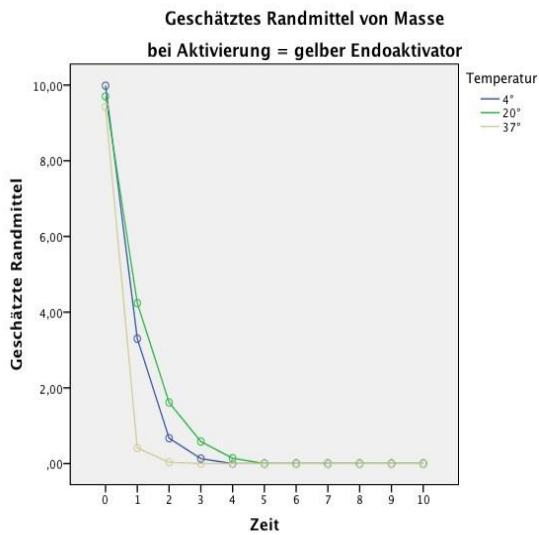 Geschätztes Randmittel von Masse
bei Aktivierung = gelber Endoaktivator
Temperatur
4°
20°
37°
Geschätzte Randmittel
10,00
8,00
6,00
4,00
2,00
,00
0 1 2 3 4 5 6 7 8 9 10
Zeit